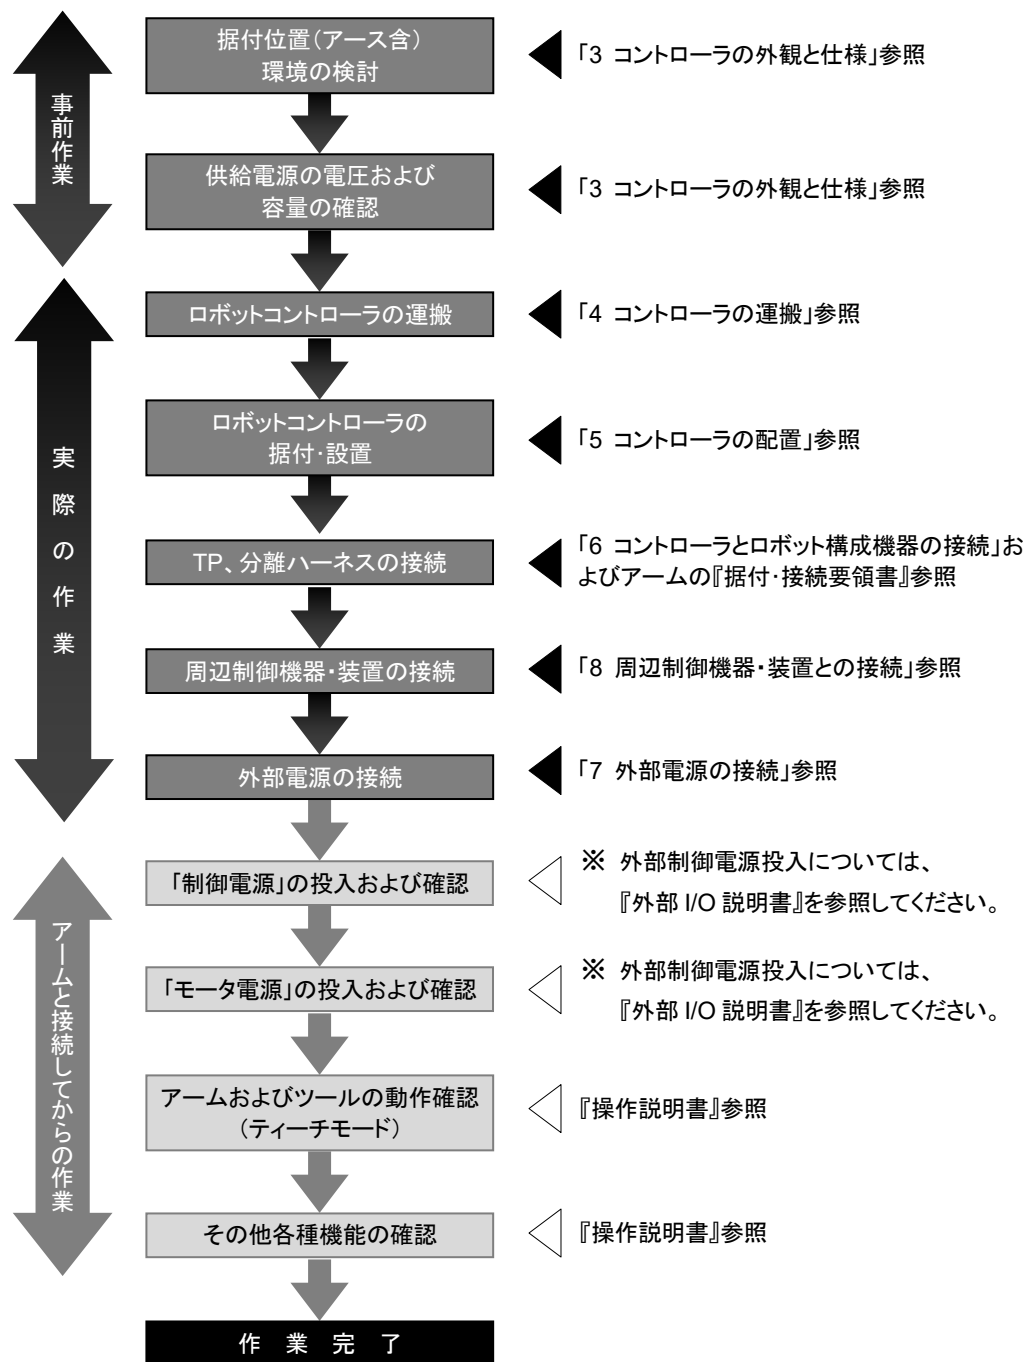 事前作業
据付位置（アース含）
環境の検討
「3 コントローラの外観と仕様」参照
供給電源の電圧および
容量の確認
「3 コントローラの外観と仕様」参照
実際の作業
ロボットコントローラの運搬
「4 コントローラの運搬」参照
ロボットコントローラの
据付・設置
「5 コントローラの配置」参照
TP、分離ハーネスの接続
「6 コントローラとロボット構成機器の接続」お
よびアームの『据付・接続要領書』参照
周辺制御機器・装置の接続
「8 周辺制御機器・装置との接続」参照
外部電源の接続
「7 外部電源の接続」参照
アームと接続してからの作業
「制御電源」の投入および確認
※ 外部制御電源投入については、
『外部 I/O 説明書』を参照してください。
「モータ電源」の投入および確認
※ 外部制御電源投入については、
『外部 I/O 説明書』を参照してください。
アームおよびツールの動作確認
（ティーチモード）
『操作説明書』参照
その他各種機能の確認
『操作説明書』参照
作 業 完 了